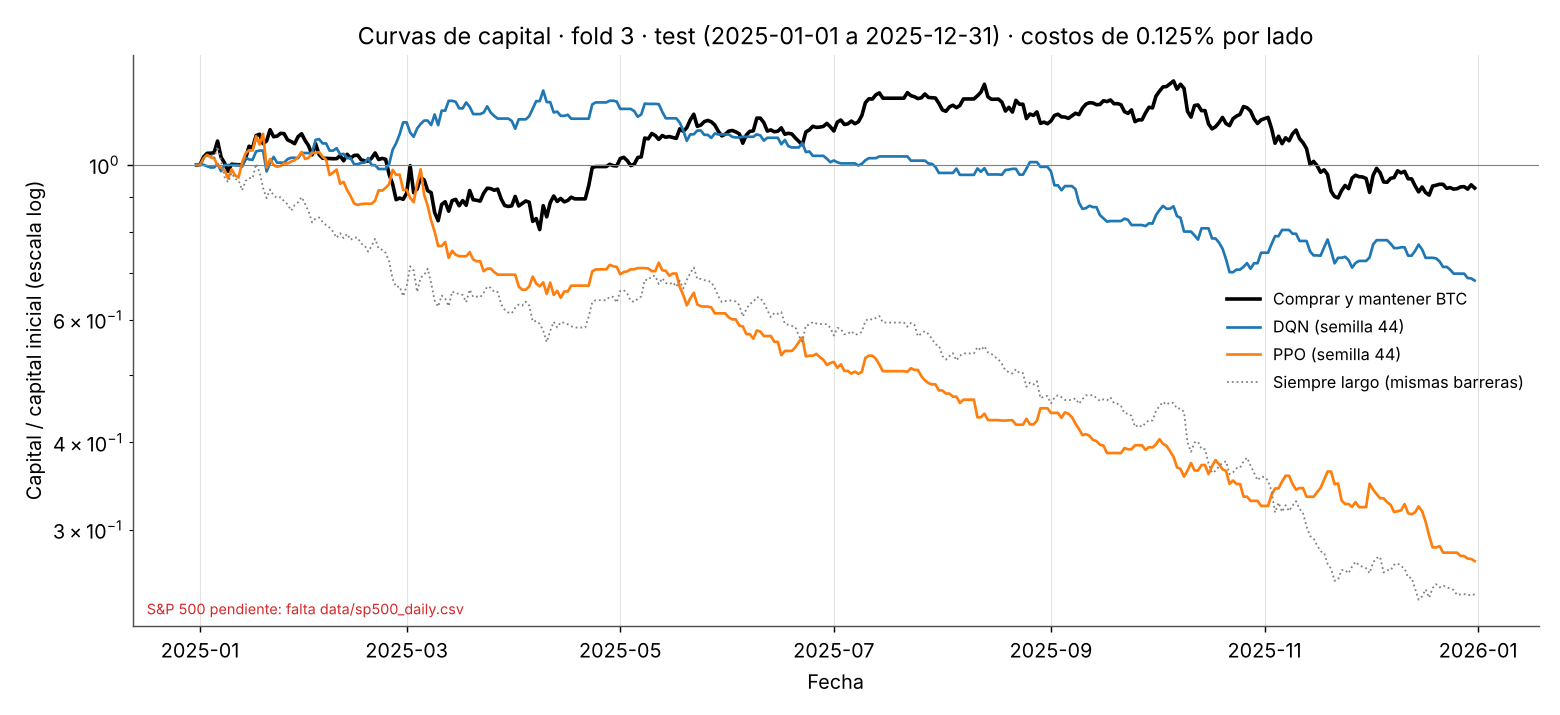 Curvas de capital · fold 3 · test (2025-01-01 a 2025-12-31) · costos de 0.125% por lado
Capital / capital inicial (escala log)
10⁰
6 × 10⁻¹
4 × 10⁻¹
3 × 10⁻¹
Comprar y mantener BTC
DQN (semilla 44)
PPO (semilla 44)
Siempre largo (mismas barreras)
S&P 500 pendiente: falta data/sp500_daily.csv
2025-01 2025-03 2025-05 2025-07 2025-09 2025-11 2026-01
Fecha